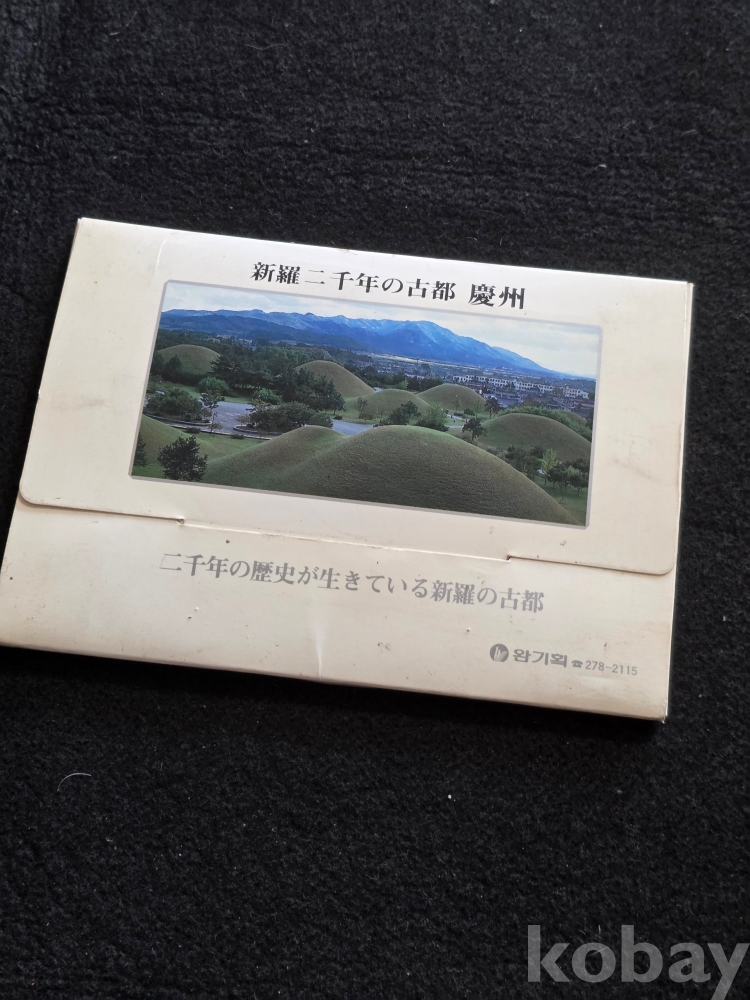 新羅二千年の古都 慶州
二千年の歴史が生きている新羅の古都
왕기획 ☎278-2115
kobay